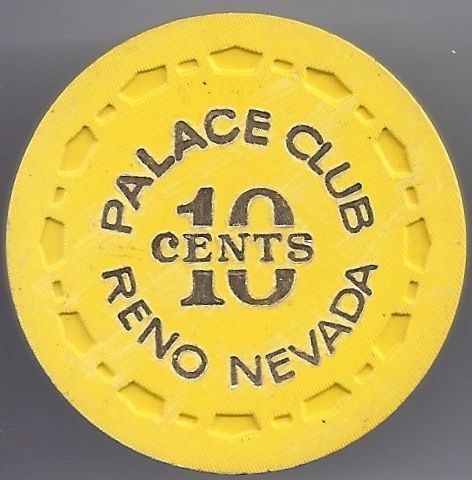 PALACE CLUB
10
CENTS
RENO NEVADA